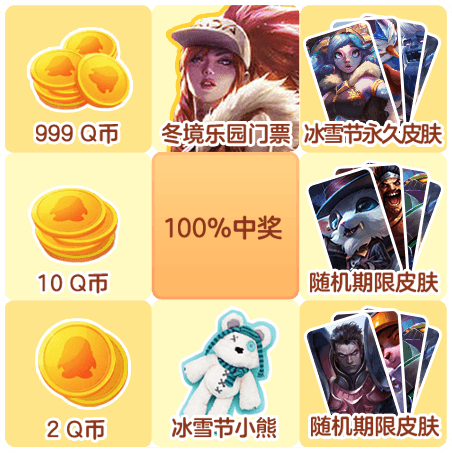 999 Q币
冬境乐园门票
冰雪节永久皮肤
10 Q币
100%中奖
随机期限皮肤
2 Q币
冰雪节小熊
随机期限皮肤